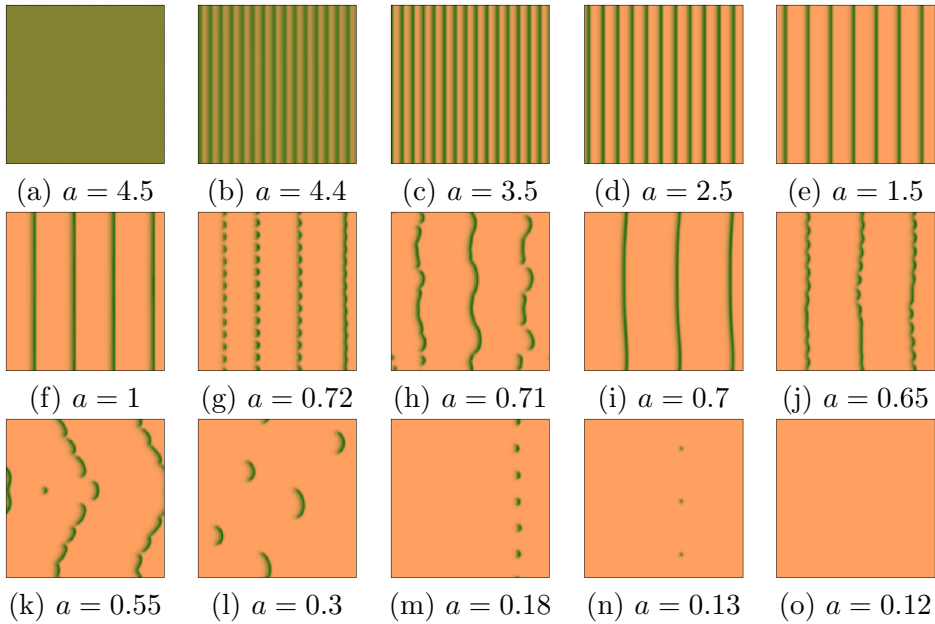 (a) a = 4.5 (b) a = 4.4 (c) a = 3.5 (d) a = 2.5 (e) a = 1.5
(f) a = 1 (g) a = 0.72 (h) a = 0.71 (i) a = 0.7 (j) a = 0.65
(k) a = 0.55 (l) a = 0.3 (m) a = 0.18 (n) a = 0.13 (o) a = 0.12